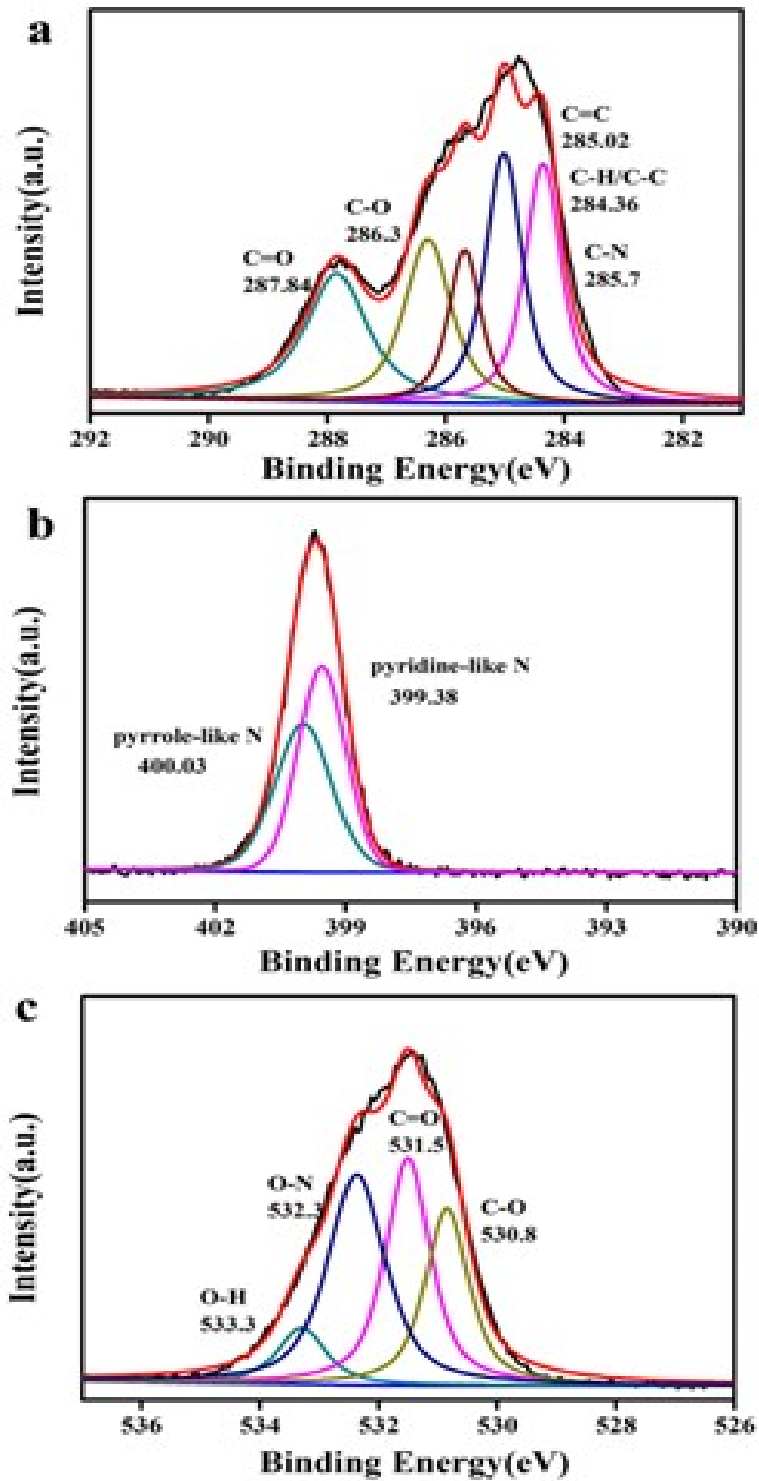 a
Intensity(a.u.)
C=C
285.02
C-H/C-C
284.36
C-N
285.7
C-O
286.3
C=O
287.84
292 290 288 286 284 282
Binding Energy(eV)
b
Intensity(a.u.)
pyridine-like N
399.38
pyrrole-like N
400.03
405 402 399 396 393 390
Binding Energy(eV)
c
Intensity(a.u.)
C=O
531.5
O-N
532.3
C-O
530.8
O-H
533.3
536 534 532 530 528 526
Binding Energy(eV)